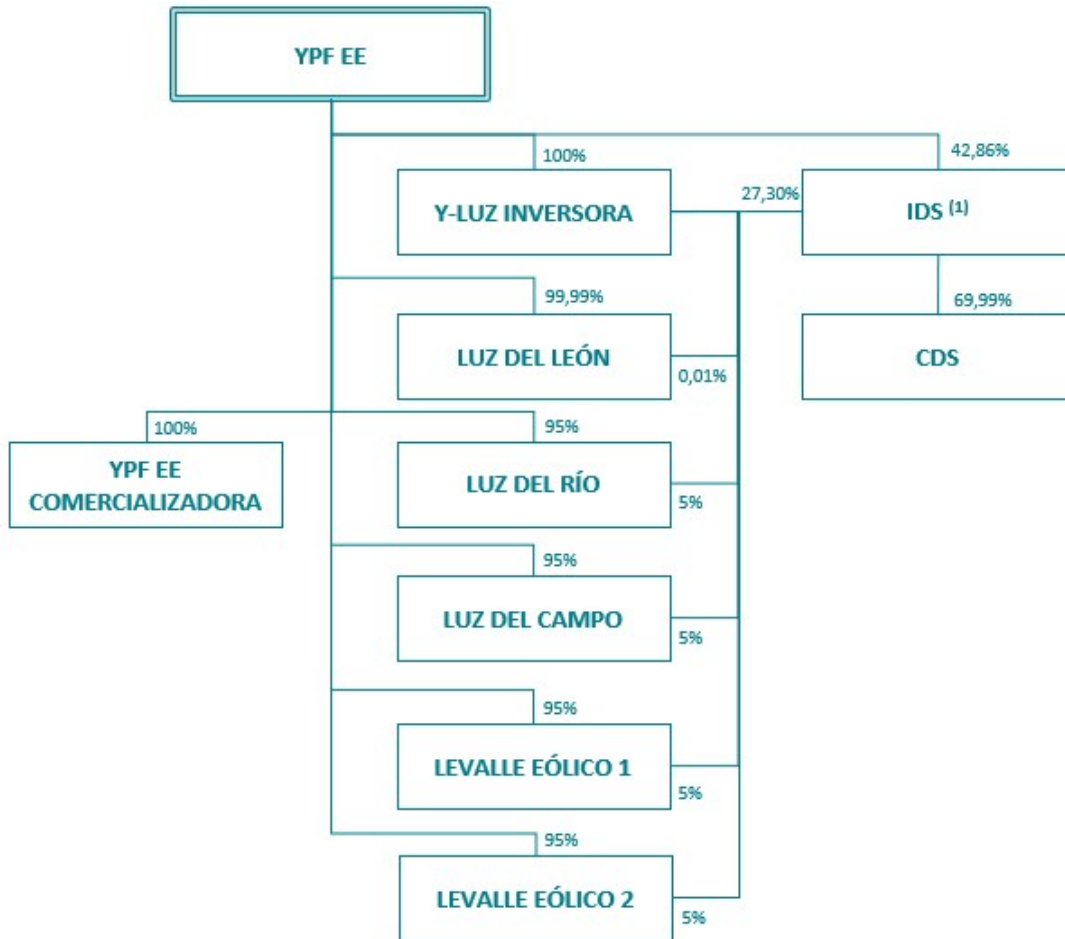 YPF EE
100%
42,86%
Y-LUZ INVERSORA
27,30%
IDS (1)
99,99%
69,99%
LUZ DEL LEÓN
0,01%
CDS
100%
95%
YPF EE
COMERCIALIZADORA
LUZ DEL RÍO
5%
95%
LUZ DEL CAMPO
5%
95%
LEVALLE EÓLICO 1
5%
95%
LEVALLE EÓLICO 2
5%